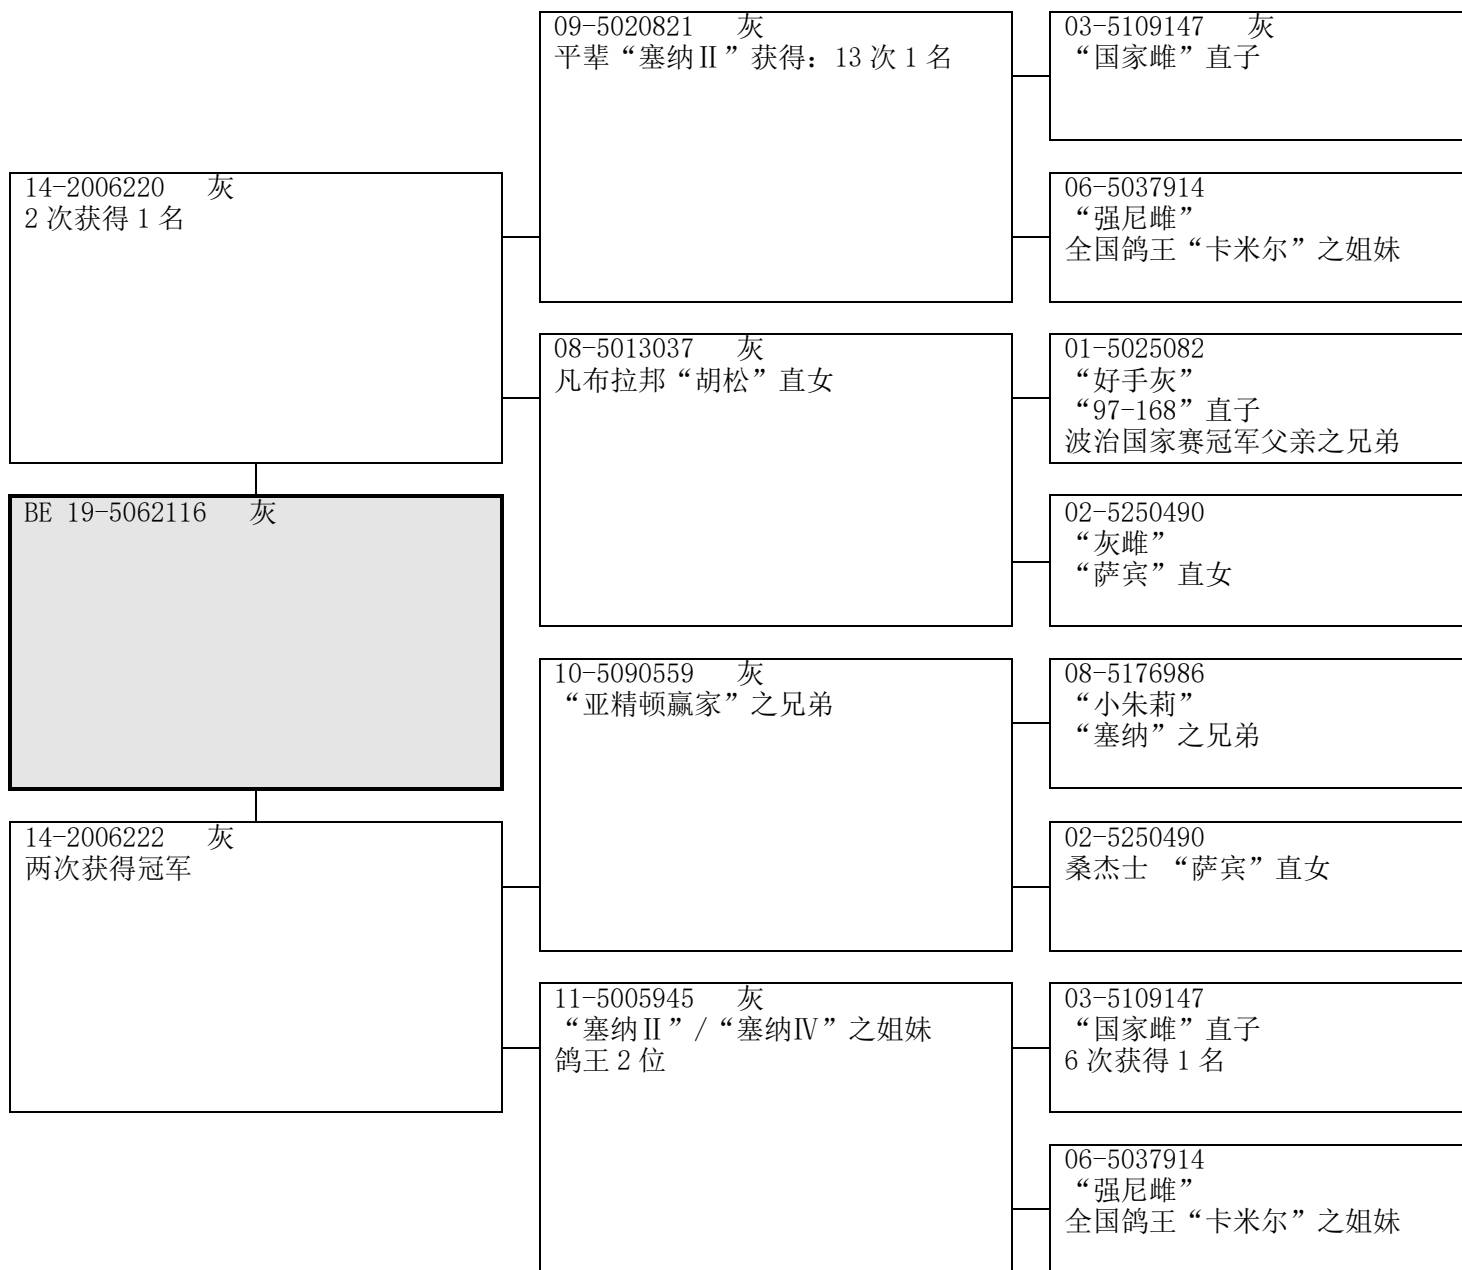 14-2006220 灰
2 次获得 1 名
BE 19-5062116 灰
14-2006222 灰
两次获得冠军
09-5020821 灰
平辈“塞纳Ⅱ”获得：13 次 1 名
08-5013037 灰
凡布拉邦“胡松”直女
10-5090559 灰
“亚精顿赢家”之兄弟
11-5005945 灰
“塞纳Ⅱ”/“塞纳Ⅳ”之姐妹
鸽王 2 位
03-5109147 灰
“国家雌”直子
06-5037914
“强尼雌”
全国鸽王“卡米尔”之姐妹
01-5025082
“好手灰”
“97-168”直子
波治国家赛冠军父亲之兄弟
02-5250490
“灰雌”
“萨宾”直女
08-5176986
“小朱莉”
“塞纳”之兄弟
02-5250490
桑杰士 “萨宾”直女
03-5109147
“国家雌”直子
6 次获得 1 名
06-5037914
“强尼雌”
全国鸽王“卡米尔”之姐妹